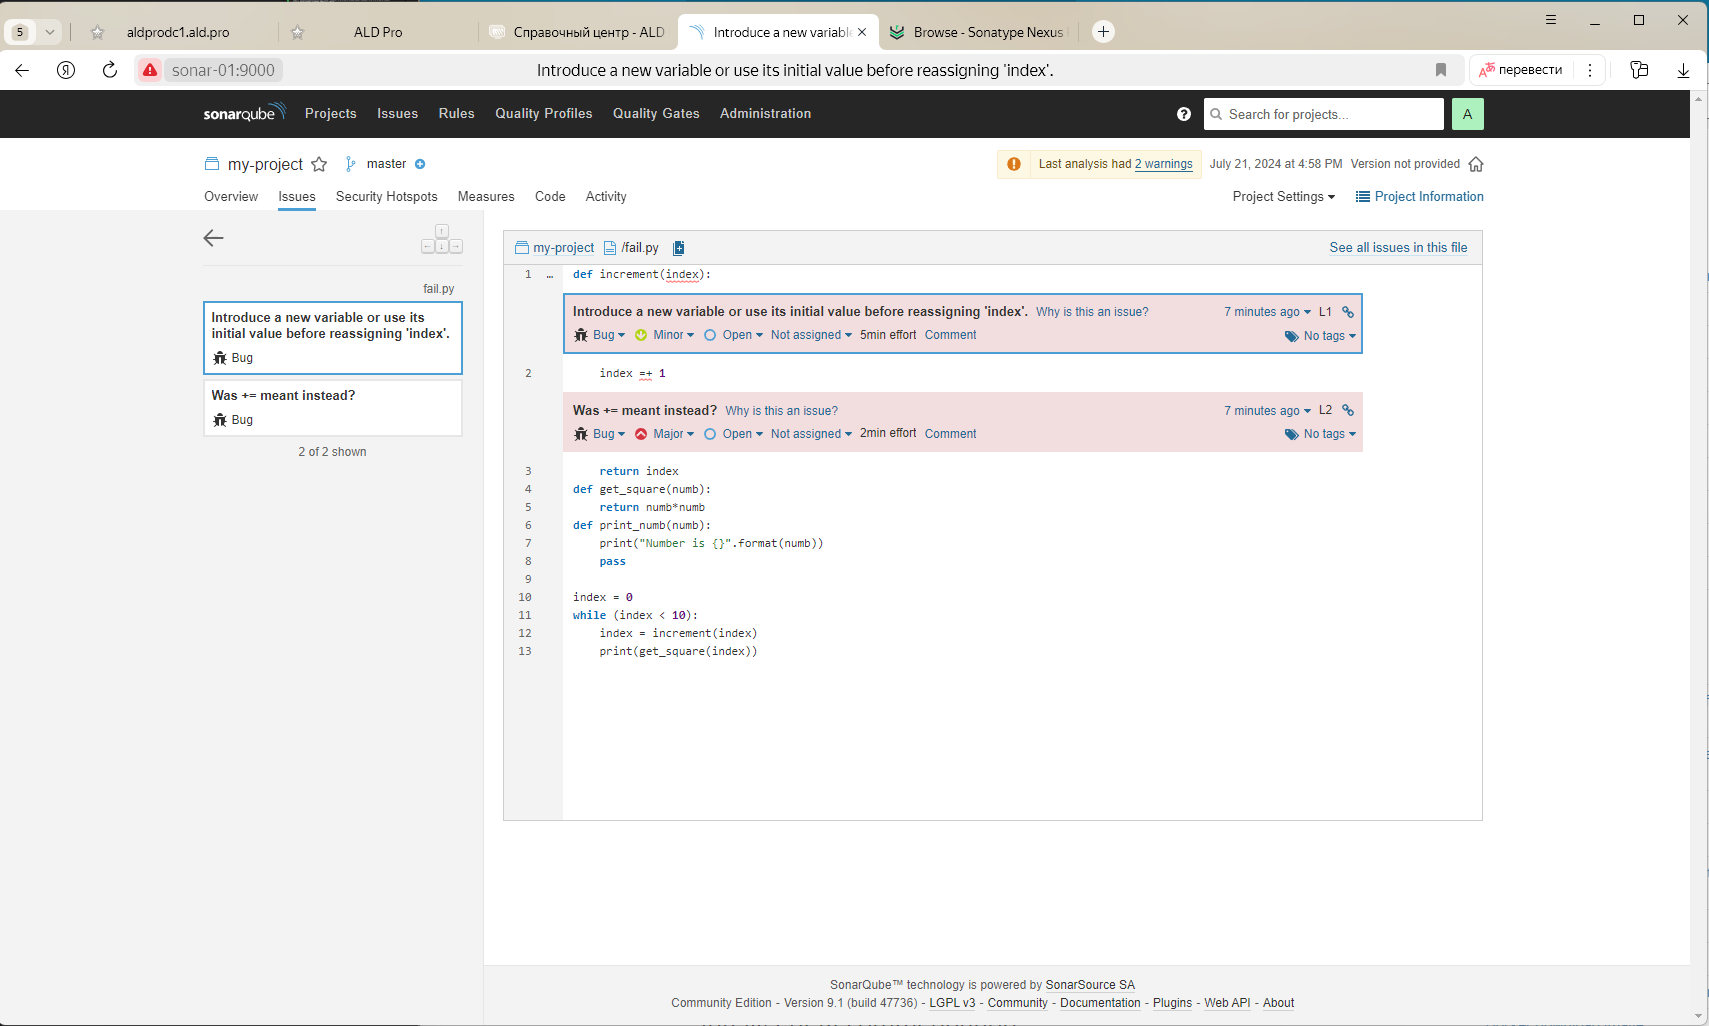 5
aldprodc1.ald.pro
ALD Pro
Справочный центр - ALD
Introduce a new variable
Browse - Sonatype Nexus
sonar-01:9000
Introduce a new variable or use its initial value before reassigning 'index'.
перевести
sonarqube
Projects
Issues
Rules
Quality Profiles
Quality Gates
Administration
Search for projects...
A
my-project
master
Last analysis had 2 warnings
July 21, 2024 at 4:58 PM
Version not provided
Overview
Issues
Security Hotspots
Measures
Code
Activity
Project Settings
Project Information
fail.py
Introduce a new variable or use its
initial value before reassigning 'index'.
Bug
Was += meant instead?
Bug
2 of 2 shown
my-project
/fail.py
See all issues in this file
1 … def increment(index):
Introduce a new variable or use its initial value before reassigning 'index'. Why is this an issue? 7 minutes ago L1
Bug Minor Open Not assigned 5min effort Comment No tags
2 index =+ 1
Was += meant instead? Why is this an issue? 7 minutes ago L2
Bug Major Open Not assigned 2min effort Comment No tags
3 return index
4 def get_square(numb):
5 return numb*numb
6 def print_numb(numb):
7 print("Number is {}".format(numb))
8 pass
9
10 index = 0
11 while (index < 10):
12 index = increment(index)
13 print(get_square(index))
SonarQube™ technology is powered by SonarSource SA
Community Edition - Version 9.1 (build 47736) - LGPL v3 - Community - Documentation - Plugins - Web API - About